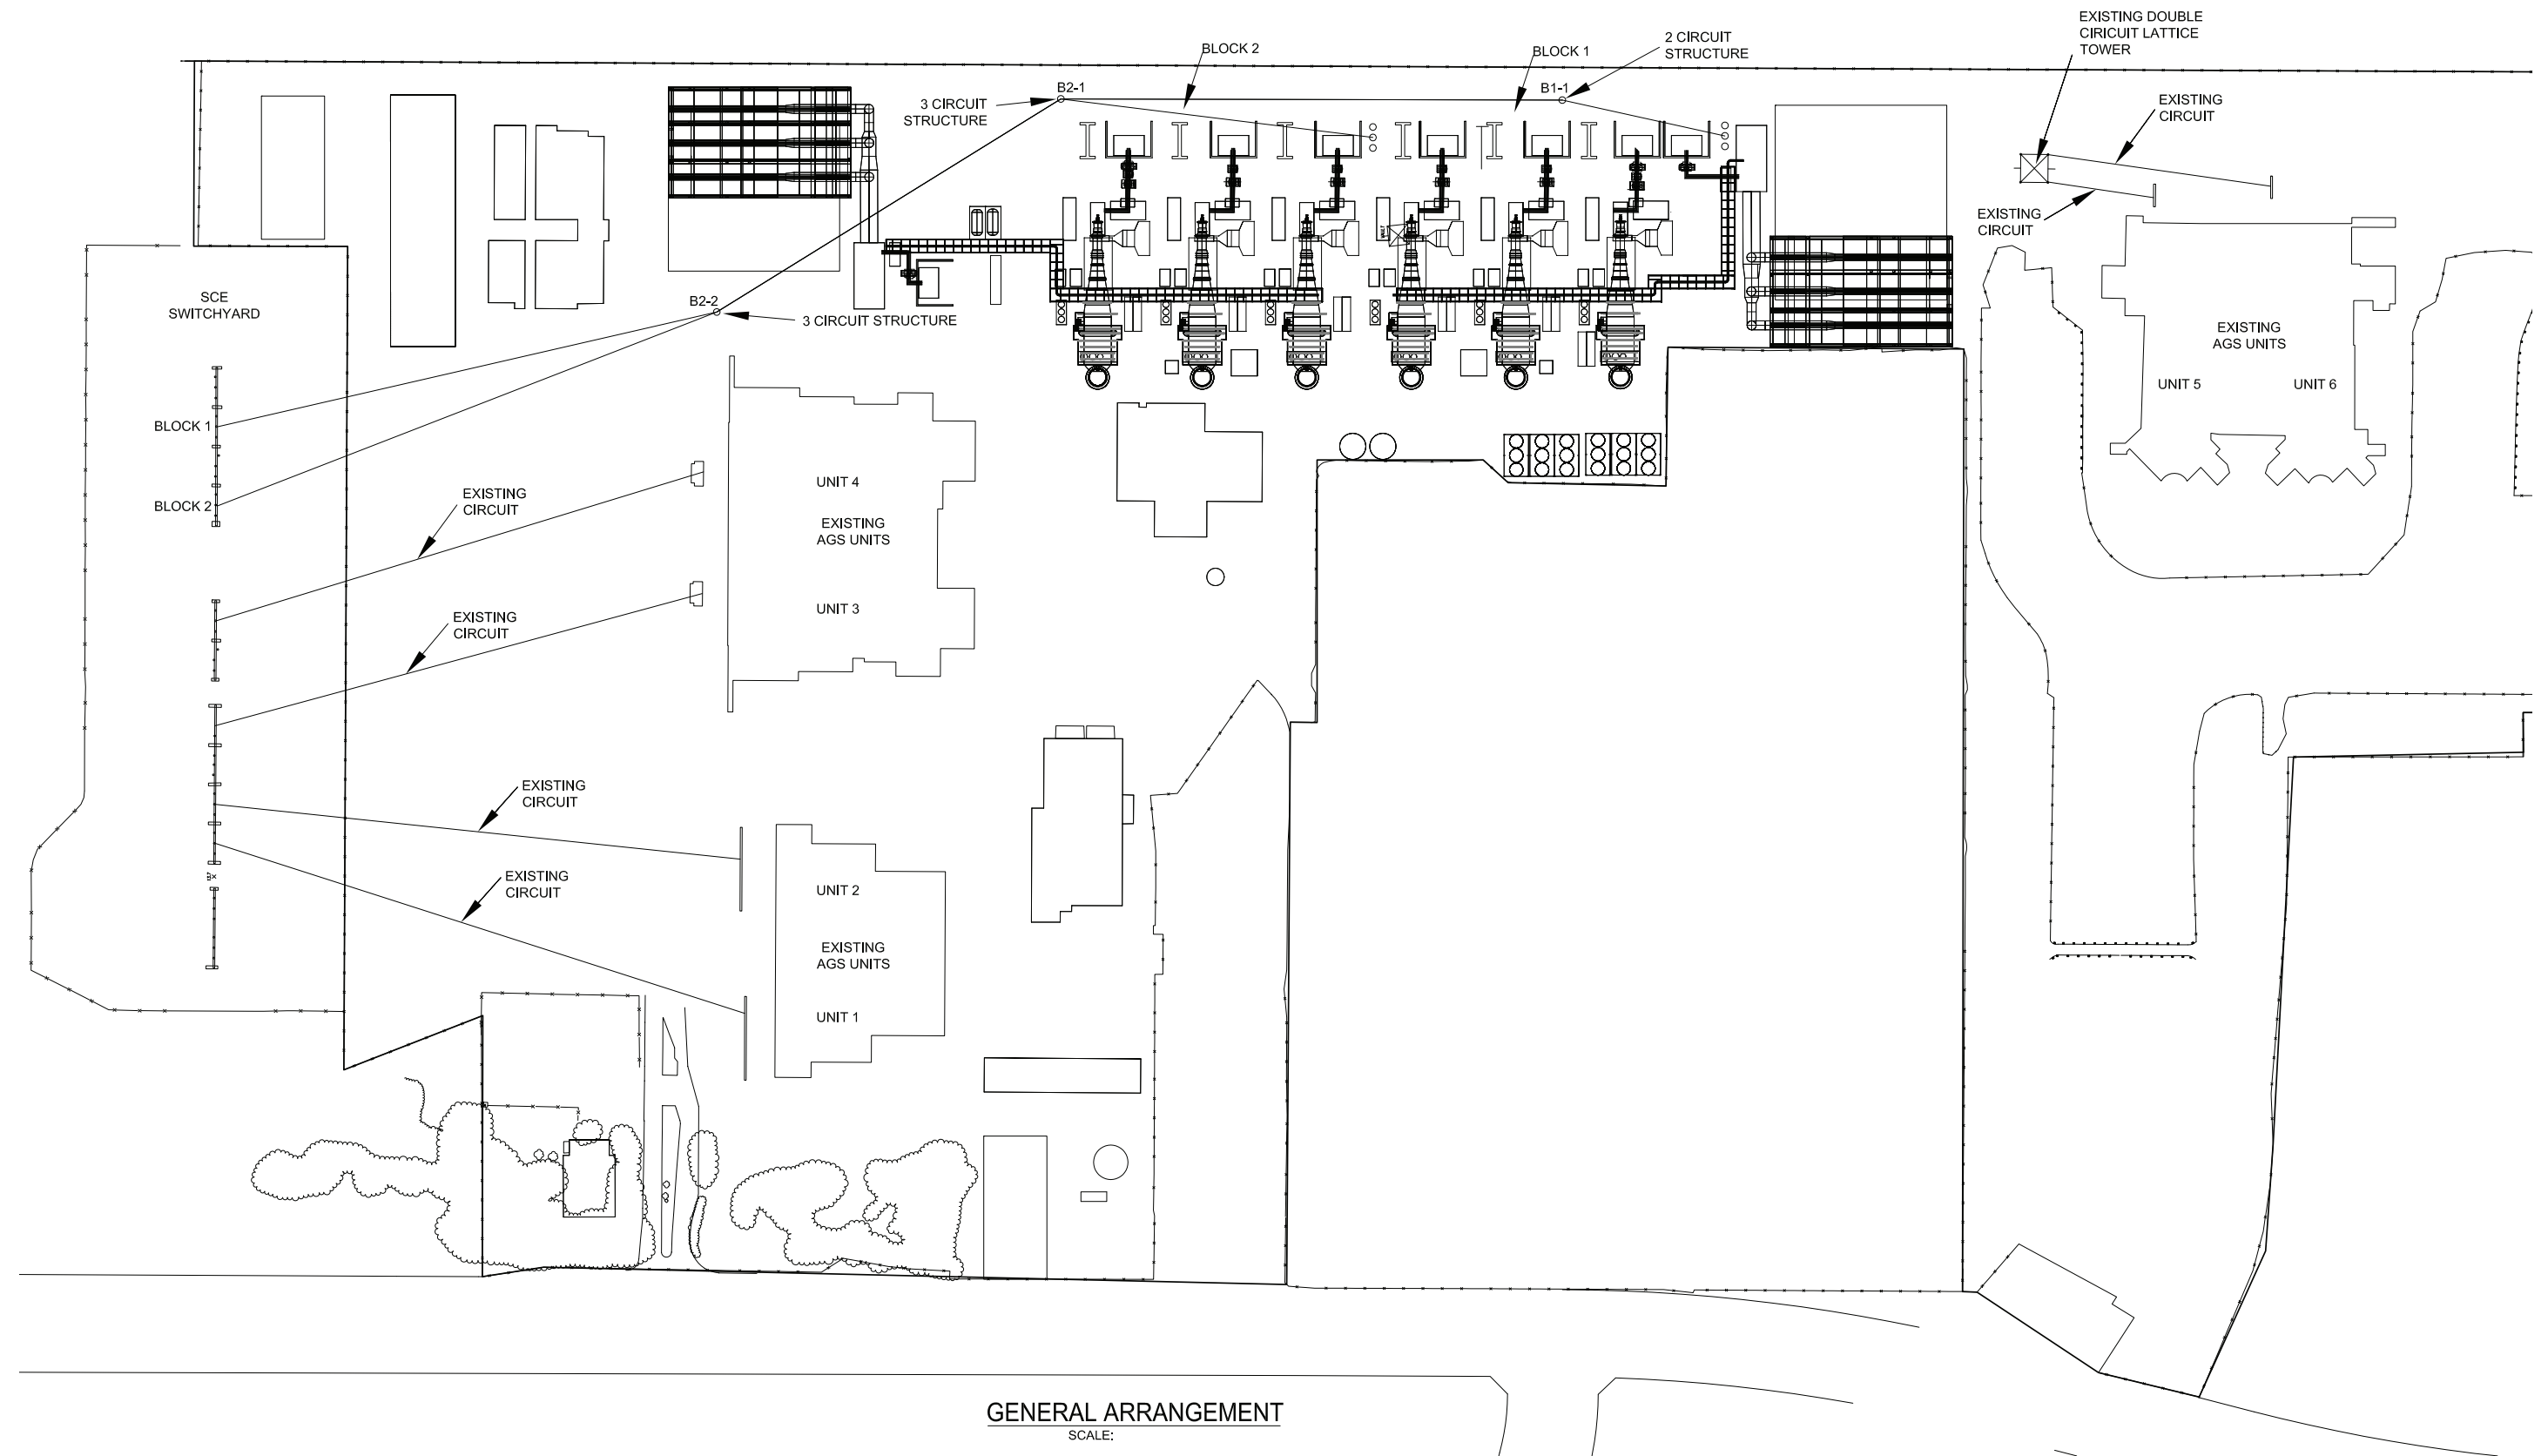 EXISTING DOUBLE
CIRICUIT LATTICE
TOWER
2 CIRCUIT
STRUCTURE
BLOCK 2
BLOCK 1
B2-1
B1-1
3 CIRCUIT
STRUCTURE
EXISTING
CIRCUIT
EXISTING
CIRCUIT
SCE
SWITCHYARD
B2-2
3 CIRCUIT STRUCTURE
EXISTING
AGS UNITS
UNIT 5
UNIT 6
BLOCK 1
BLOCK 2
EXISTING
CIRCUIT
UNIT 4
EXISTING
AGS UNITS
UNIT 3
EXISTING
CIRCUIT
EXISTING
CIRCUIT
EXISTING
CIRCUIT
UNIT 2
EXISTING
AGS UNITS
UNIT 1
GENERAL ARRANGEMENT
SCALE: